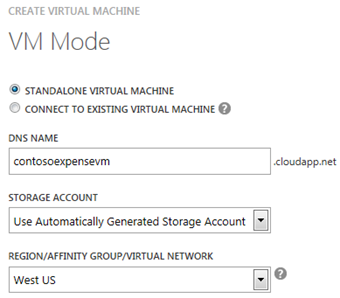 CREATE VIRTUAL MACHINE
VM Mode
STANDALONE VIRTUAL MACHINE
CONNECT TO EXISTING VIRTUAL MACHINE ?
DNS NAME
contosoexpensevm .cloudapp.net
STORAGE ACCOUNT
Use Automatically Generated Storage Account
REGION/AFFINITY GROUP/VIRTUAL NETWORK
West US ?